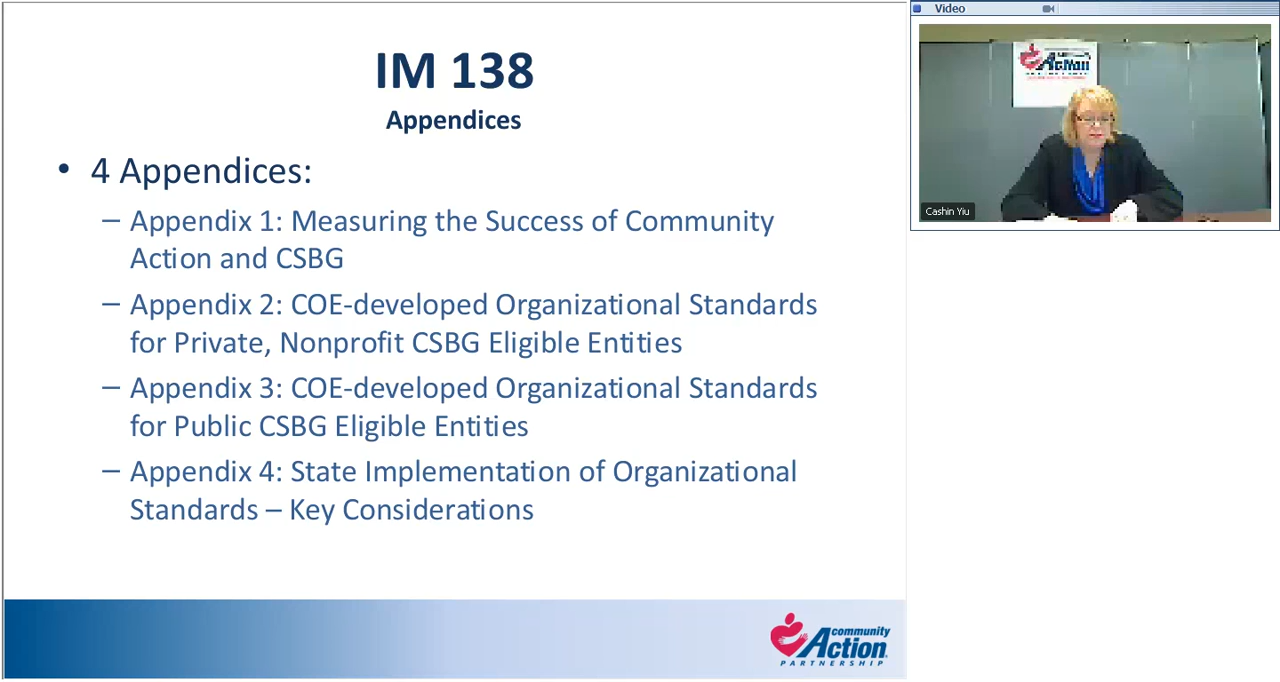 IM 138
Appendices
• 4 Appendices:
– Appendix 1: Measuring the Success of Community
Action and CSBG
– Appendix 2: COE-developed Organizational Standards
for Private, Nonprofit CSBG Eligible Entities
– Appendix 3: COE-developed Organizational Standards
for Public CSBG Eligible Entities
– Appendix 4: State Implementation of Organizational
Standards – Key Considerations
community
Action
PARTNERSHIP
Video
Action
Cashin Yiu